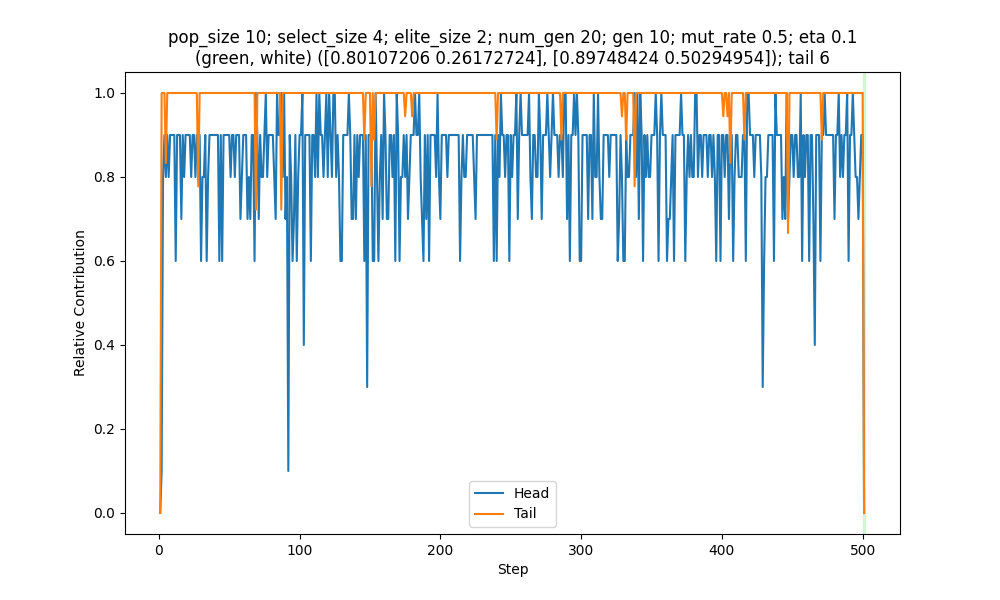 pop_size 10; select_size 4; elite_size 2; num_gen 20; gen 10; mut_rate 0.5; eta 0.1
(green, white) ([0.80107206 0.26172724], [0.89748424 0.50294954]); tail 6
1.0
0.8
0.6
0.4
0.2
0.0
Relative Contribution
Head
Tail
0
100
200
300
400
500
Step